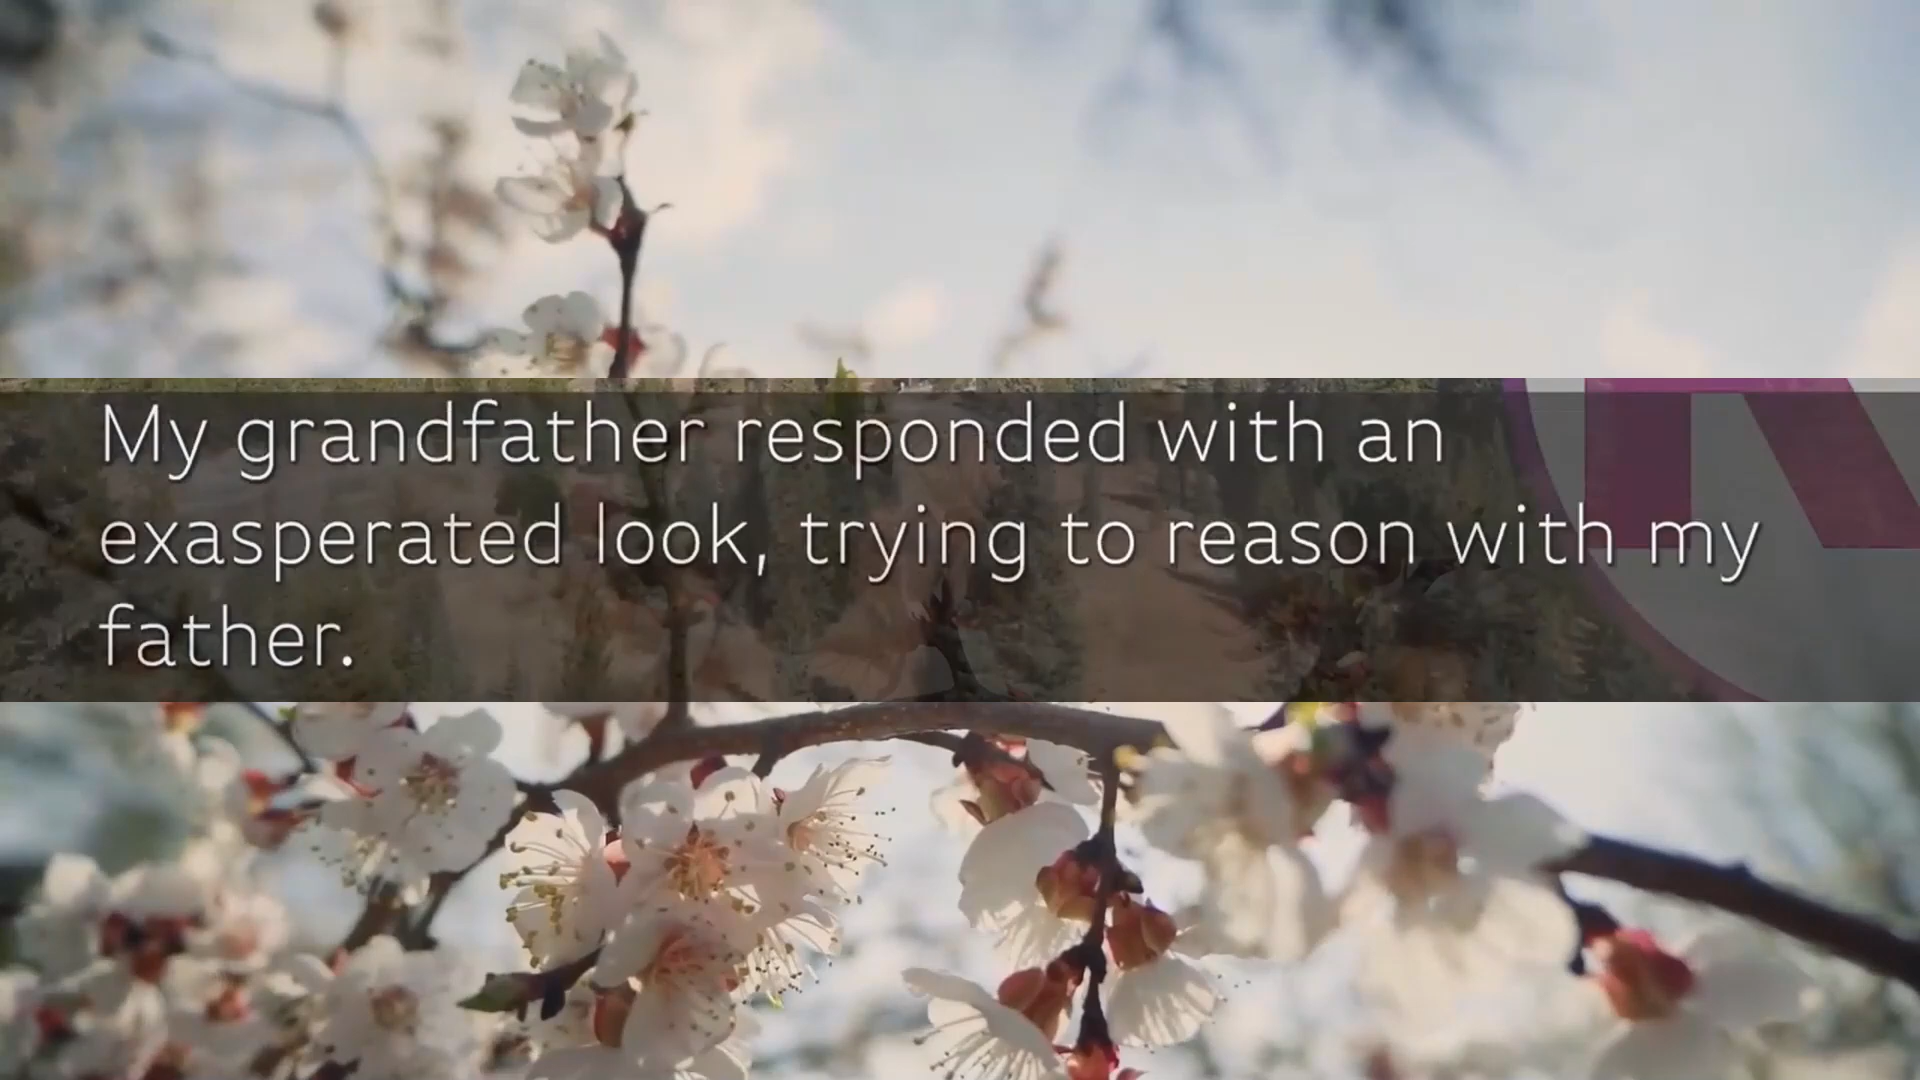 My grandfather responded with an
exasperated look, trying to reason with my
father.